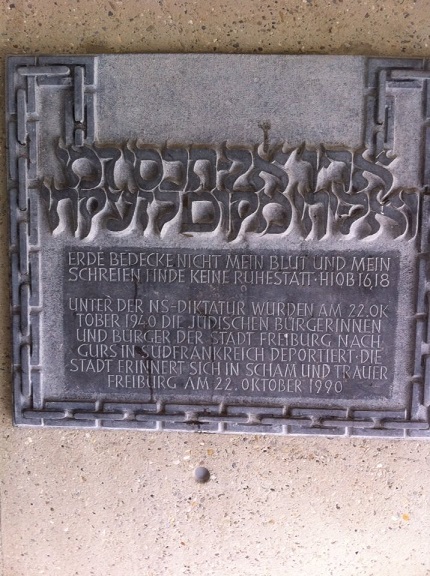 ארץ אל תכסי דמי
ואל יהי מקום לזעקתי
ERDE BEDECKE NICHT MEIN BLUT UND MEIN
SCHREIEN FINDE KEINE RUHESTATT · HIOB 16 18
UNTER DER NS-DIKTATUR WURDEN AM 22.OK
TOBER 1940 DIE JÜDISCHEN BÜRGERINNEN
UND BÜRGER DER STADT FREIBURG NACH
GURS IN SÜDFRANKREICH DEPORTIERT · DIE
STADT ERINNERT SICH IN SCHAM UND TRAUER
FREIBURG AM 22. OKTOBER 1990